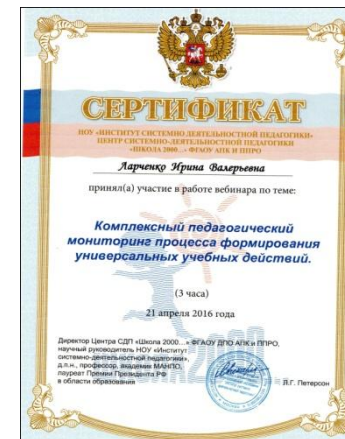 СЕРТИФИКАТ
НОУ «ИНСТИТУТ СИСТЕМНО-ДЕЯТЕЛЬНОСТНОЙ ПЕДАГОГИКИ»
ЦЕНТР СИСТЕМНО-ДЕЯТЕЛЬНОСТНОЙ ПЕДАГОГИКИ
«ШКОЛА 2000...» ФГАОУ АПК И ППРО
Ларченко Ирина Валерьевна
принял(а) участие в работе вебинара по теме:
Комплексный педагогический
мониторинг процесса формирования
универсальных учебных действий.
(3 часа)
21 апреля 2016 года
Директор Центра СДП «Школа 2000...» ФГАОУ ДПО АПК и ППРО,
научный руководитель НОУ «Институт
системно-деятельностной педагогики»,
д.п.н., профессор, академик МАНПО,
лауреат Премии Президента РФ
в области образования
Л.Г. Петерсон